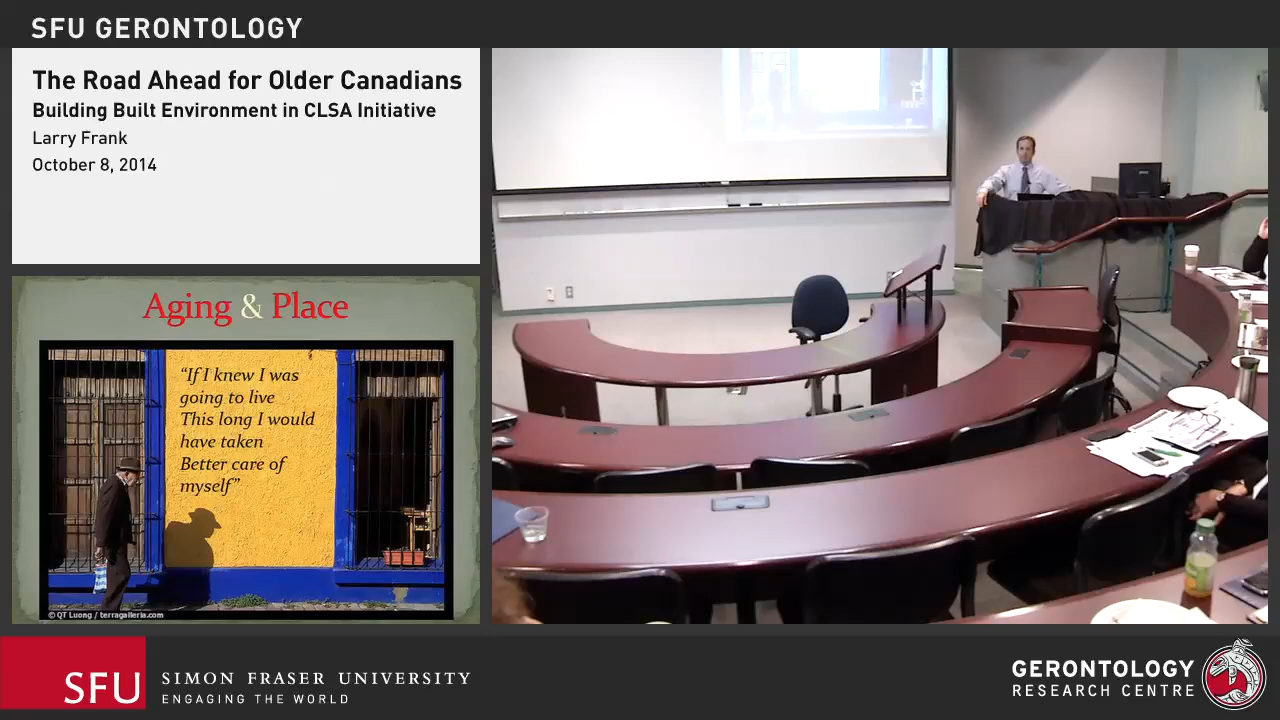 SFU GERONTOLOGY
The Road Ahead for Older Canadians
Building Built Environment in CLSA Initiative
Larry Frank
October 8, 2014
Aging & Place
“If I knew I was
going to live
This long I would
have taken
Better care of
myself”
© QT Luong / terragalleria.com
SFU
SIMON FRASER UNIVERSITY
ENGAGING THE WORLD
GERONTOLOGY
RESEARCH CENTRE